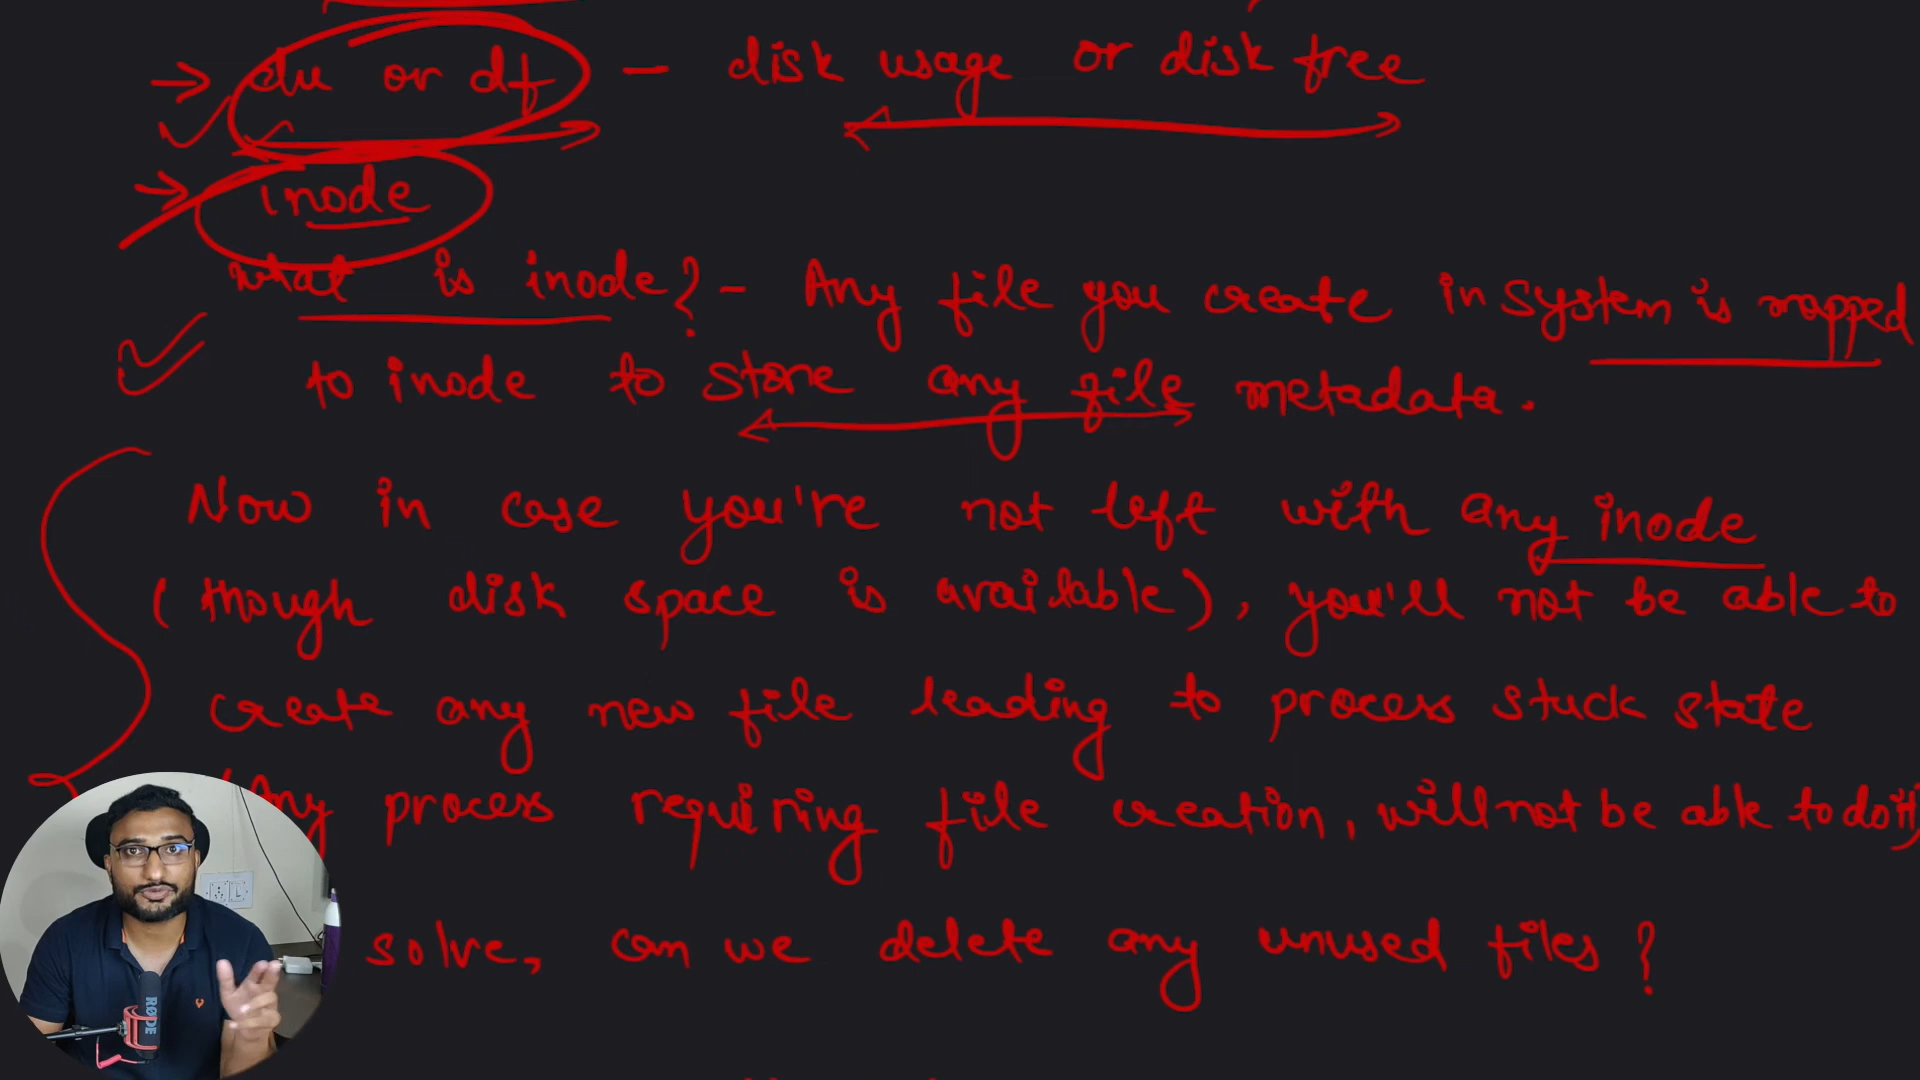 → du or df - disk usage or disk free
→ inode
what is inode? - Any file you create in system is mapped
to inode to store any file metadata.
Now in case you're not left with any inode
(though disk space is available), you'll not be able to
create any new file leading to process stuck state
(Any process requiring file creation, will not be able to do it)
solve, can we delete any unused files?
RØDE